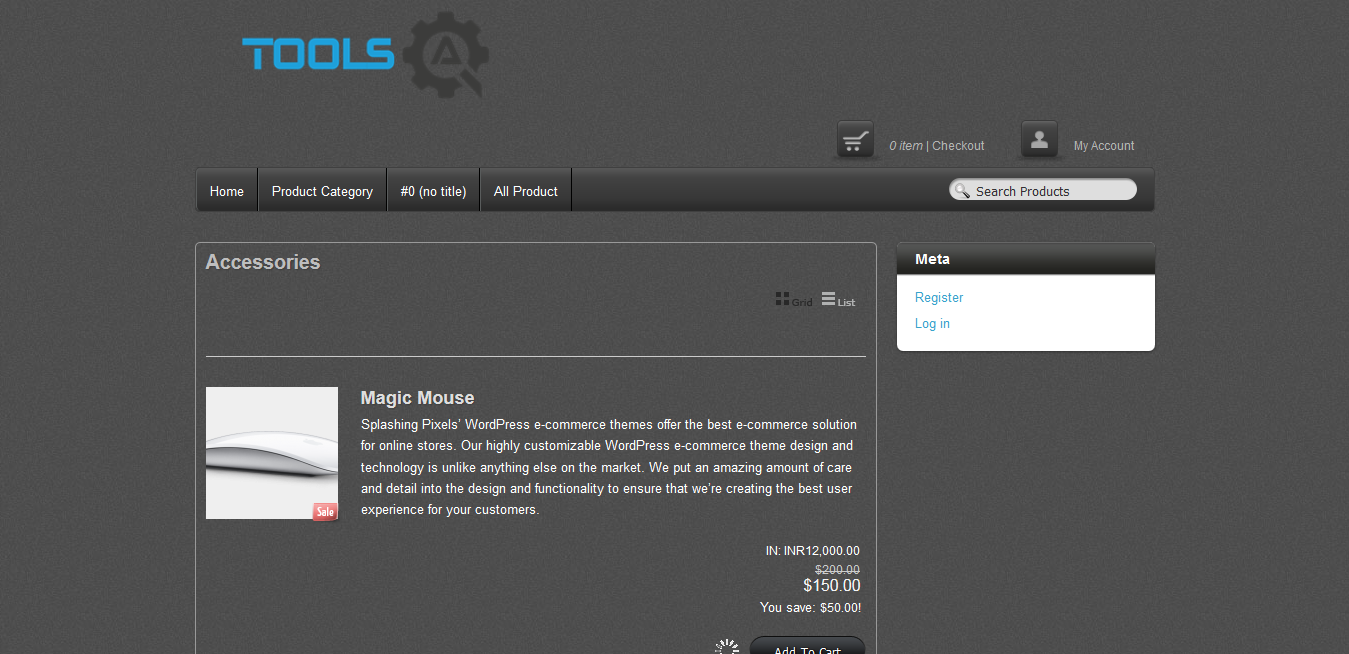 TOOLS QA
0 item | Checkout
My Account
Home
Product Category
#0 (no title)
All Product
Search Products
Accessories
Grid
List
Meta
Register
Log in
Magic Mouse
Splashing Pixels’ WordPress e-commerce themes offer the best e-commerce solution
for online stores. Our highly customizable WordPress e-commerce theme design and
technology is unlike anything else on the market. We put an amazing amount of care
and detail into the design and functionality to ensure that we’re creating the best user
experience for your customers.
Sale
IN: INR12,000.00
$200.00
$150.00
You save: $50.00!
Add To Cart